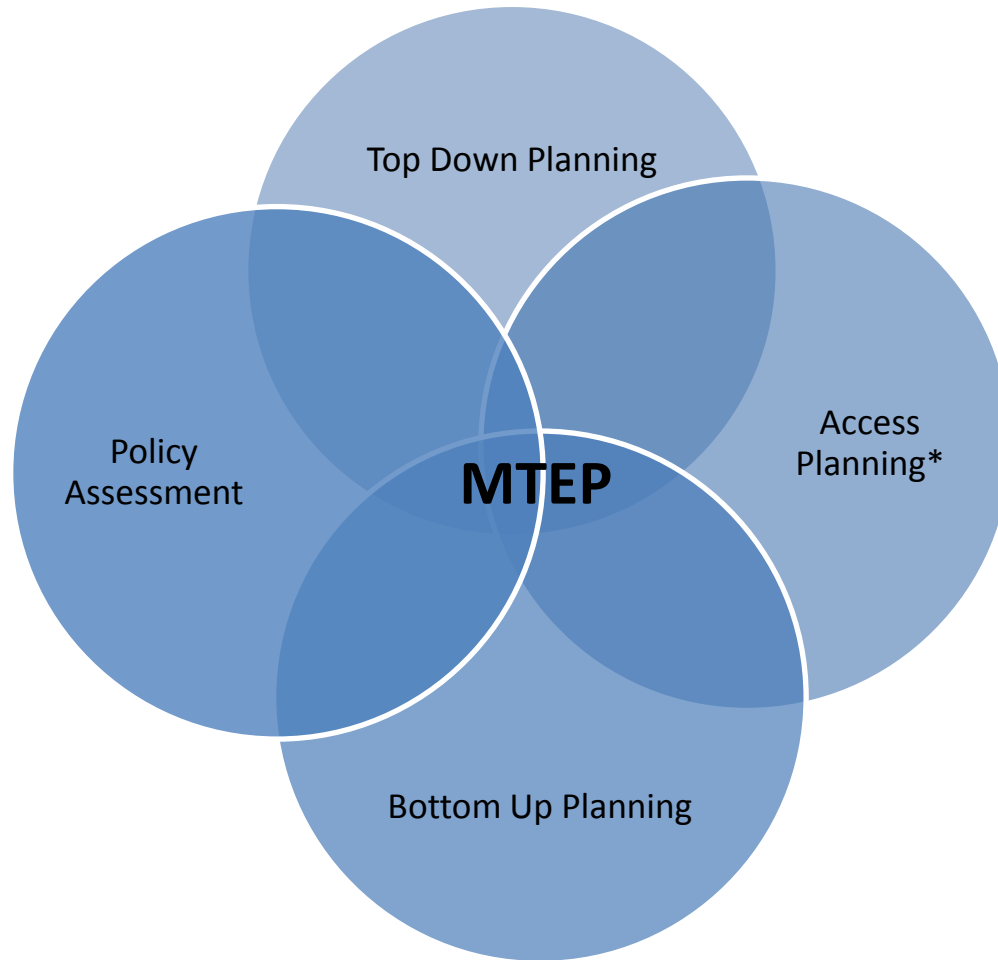 Top Down Planning
Access
Planning*
Policy
Assessment
MTEP
Bottom Up Planning